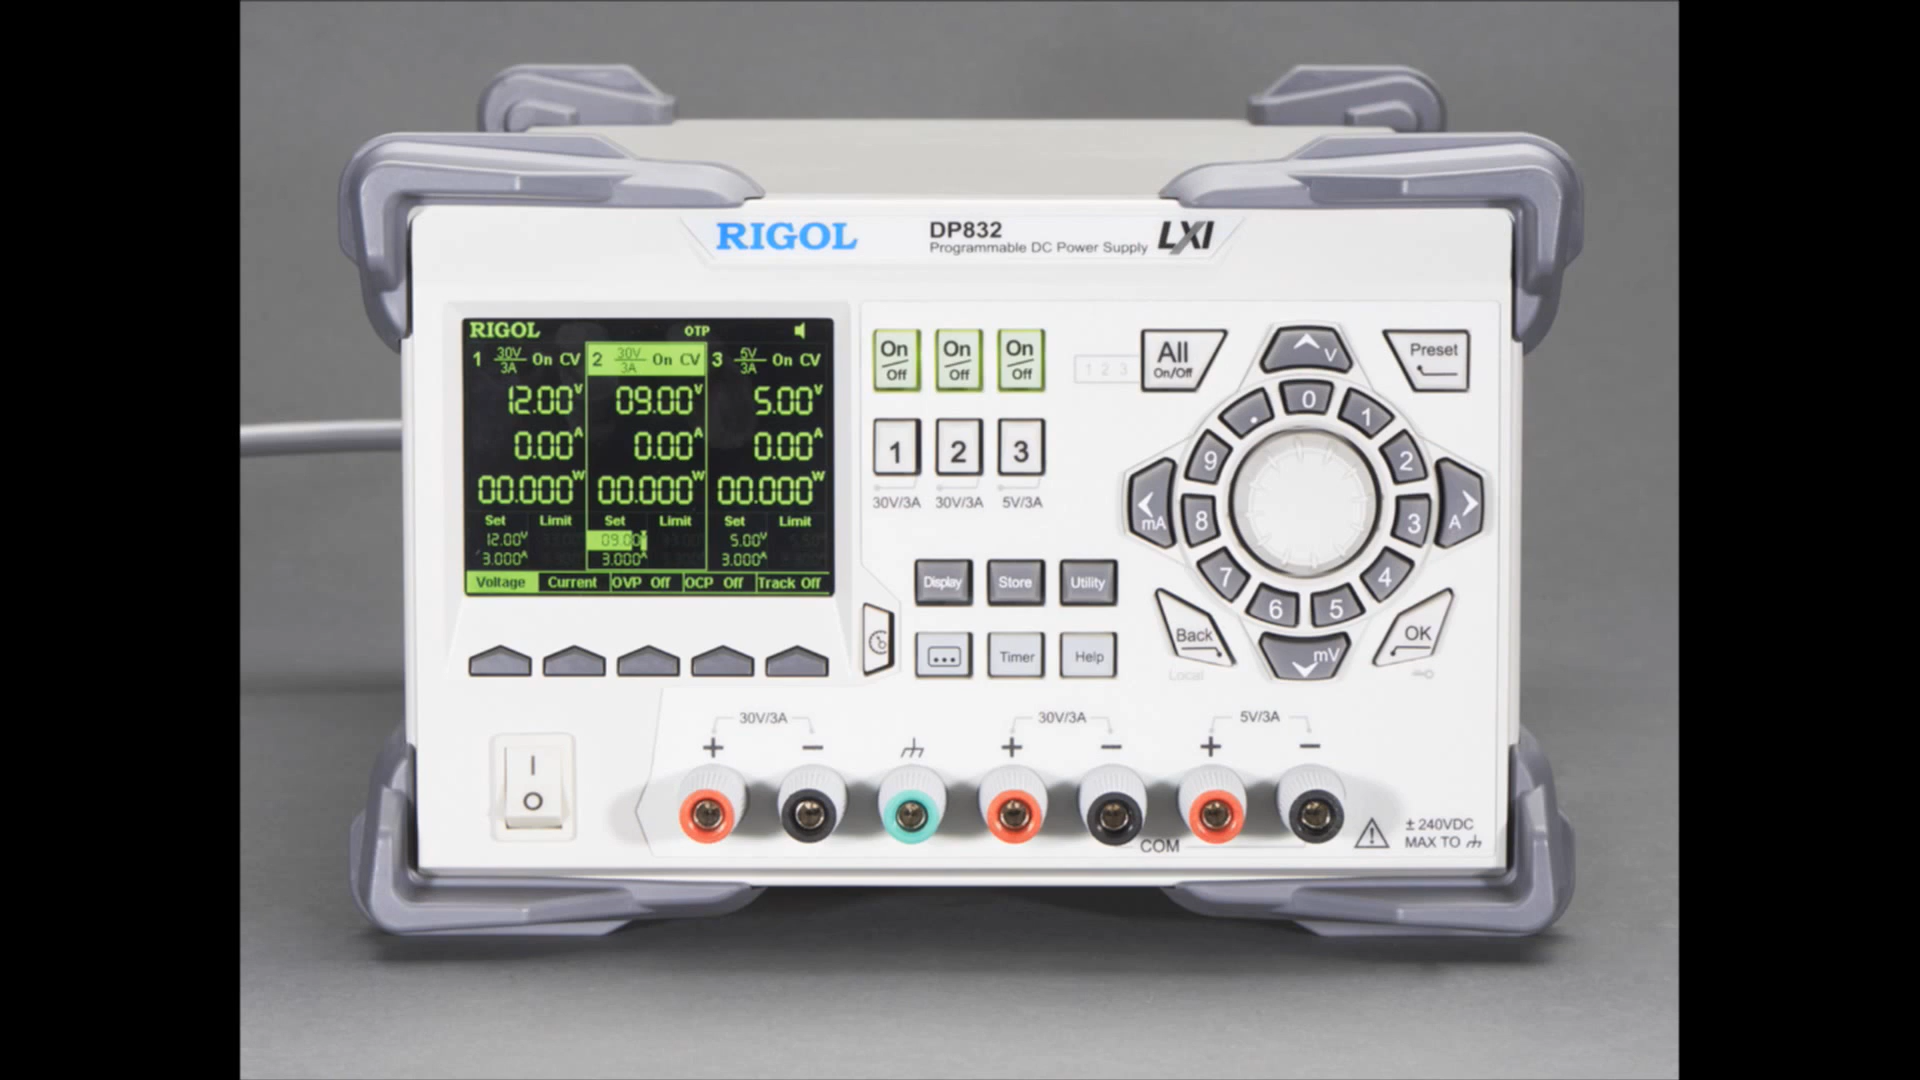 RIGOL DP832 LXI
Programmable DC Power Supply
RIGOL OTP
1 30V/3A On CV 2 30V/3A On CV 3 5V/3A On CV
12.00V 09.00V 5.00V
0.00A 0.00A 0.00A
00.000W 00.000W 00.000W
Set Limit Set Limit Set Limit
12.00V 09.00V 5.00V
3.000A 3.000A 3.000A
Voltage Current OVP Off OCP Off Track Off
On/Off On/Off On/Off
1 2 3
All On/Off
Preset
1 2 3
30V/3A 30V/3A 5V/3A
V
. 0 1
9 2
mA 8 3 A
7 4
6 5
mV
Display Store Utility
... Timer Help
Back OK
Local
30V/3A 30V/3A 5V/3A
+ − + − + −
I
O
COM
± 240VDC
MAX TO